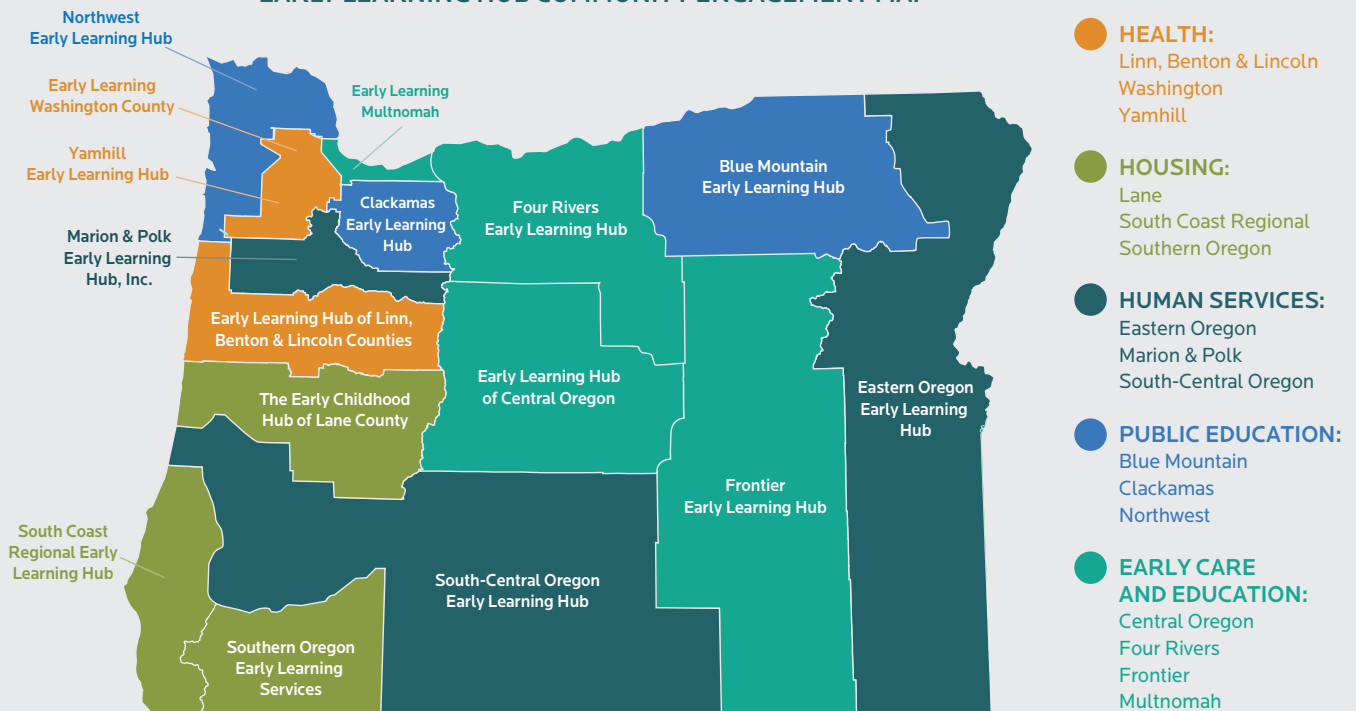 EARLY LEARNING HUB COMMUNITY ENGAGEMENT MAP
Northwest
Early Learning Hub
Early Learning
Washington County
Yamhill
Early Learning Hub
Marion & Polk
Early Learning
Hub, Inc.
Early Learning
Multnomah
Clackamas
Early Learning
Hub
Four Rivers
Early Learning Hub
Blue Mountain
Early Learning Hub
Early Learning Hub of Linn,
Benton & Lincoln Counties
The Early Childhood
Hub of Lane County
Early Learning Hub
of Central Oregon
Eastern Oregon
Early Learning
Hub
Frontier
Early Learning Hub
South Coast
Regional Early
Learning Hub
South-Central Oregon
Early Learning Hub
Southern Oregon
Early Learning
Services
HEALTH:
Linn, Benton & Lincoln
Washington
Yamhill
HOUSING:
Lane
South Coast Regional
Southern Oregon
HUMAN SERVICES:
Eastern Oregon
Marion & Polk
South-Central Oregon
PUBLIC EDUCATION:
Blue Mountain
Clackamas
Northwest
EARLY CARE
AND EDUCATION:
Central Oregon
Four Rivers
Frontier
Multnomah